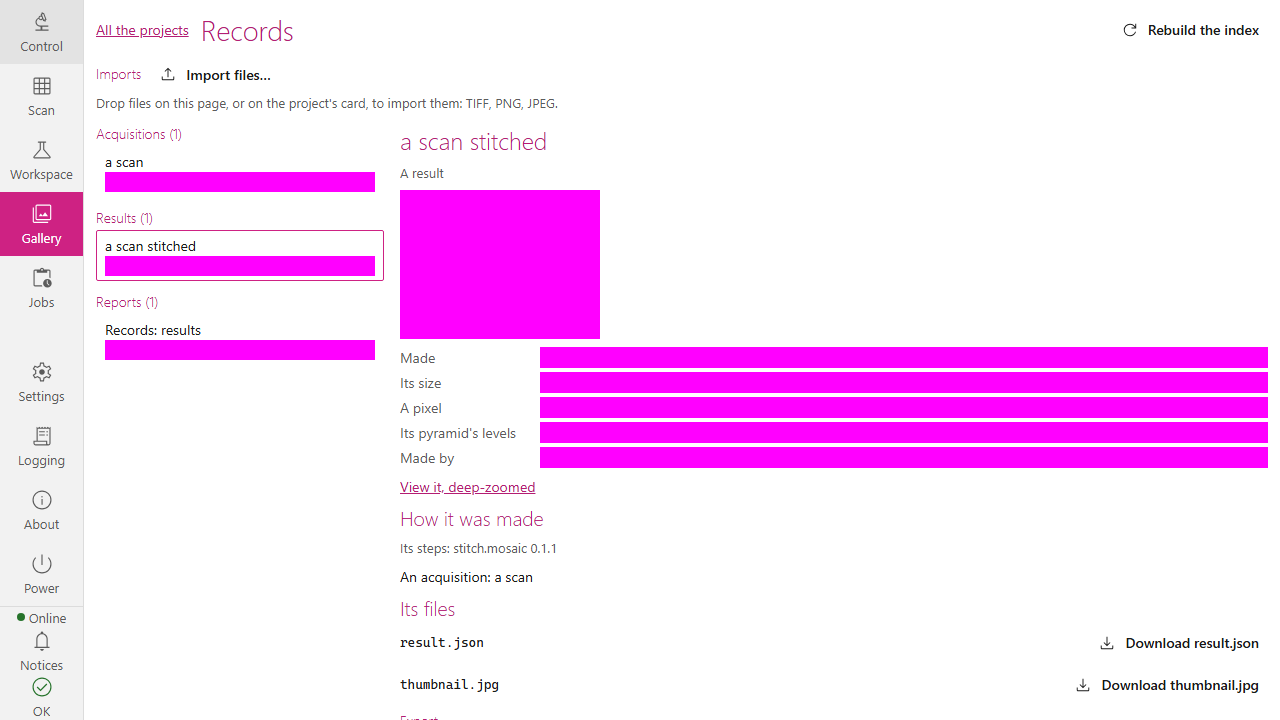 Control
Scan
Workspace
Gallery
Jobs
Settings
Logging
About
Power
Online
Notices
OK
All the projects
Records
Rebuild the index
Imports
Import files...
Drop files on this page, or on the project's card, to import them: TIFF, PNG, JPEG.
Acquisitions (1)
a scan
Results (1)
a scan stitched
Reports (1)
Records: results
a scan stitched
A result
Made
Its size
A pixel
Its pyramid's levels
Made by
View it, deep-zoomed
How it was made
Its steps: stitch.mosaic 0.1.1
An acquisition: a scan
Its files
result.json
Download result.json
thumbnail.jpg
Download thumbnail.jpg